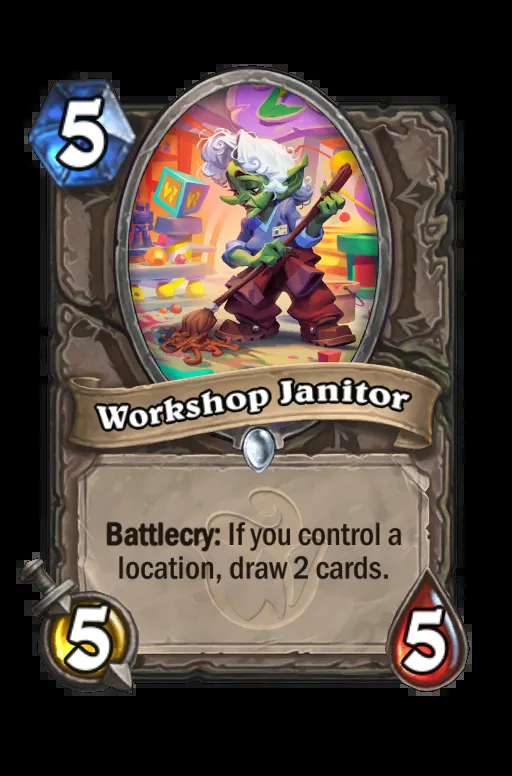 5
Workshop Janitor
Battlecry: If you control a
location, draw 2 cards.
5
5